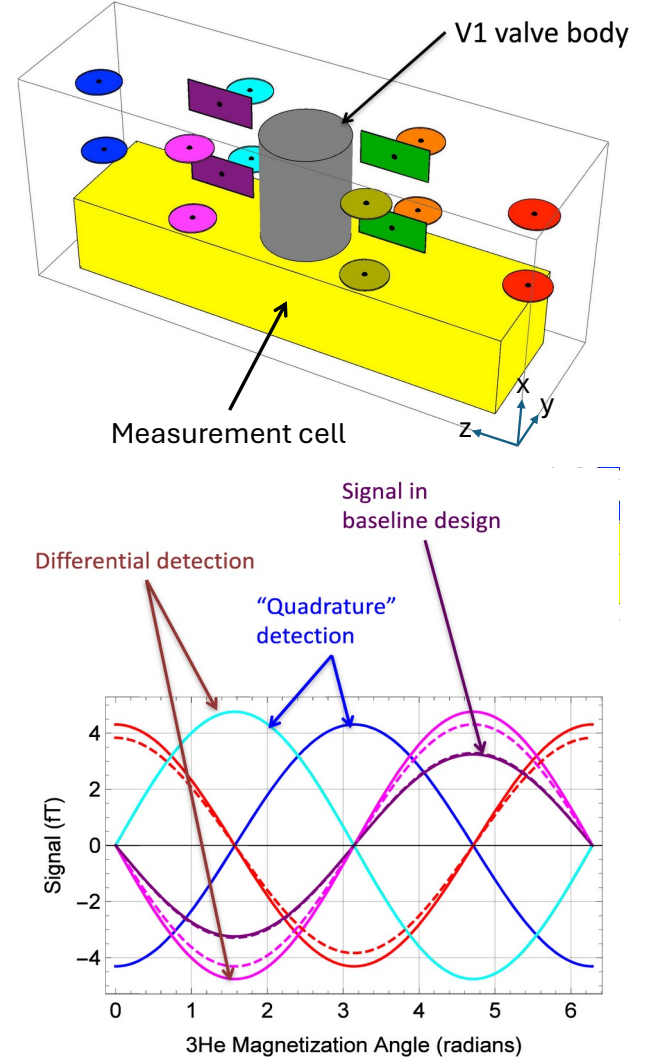 V1 valve body
x
y
z
Measurement cell
Signal in
baseline design
Differential detection
“Quadrature”
detection
4
2
0
−2
−4
Signal (fT)
0 1 2 3 4 5 6
3He Magnetization Angle (radians)